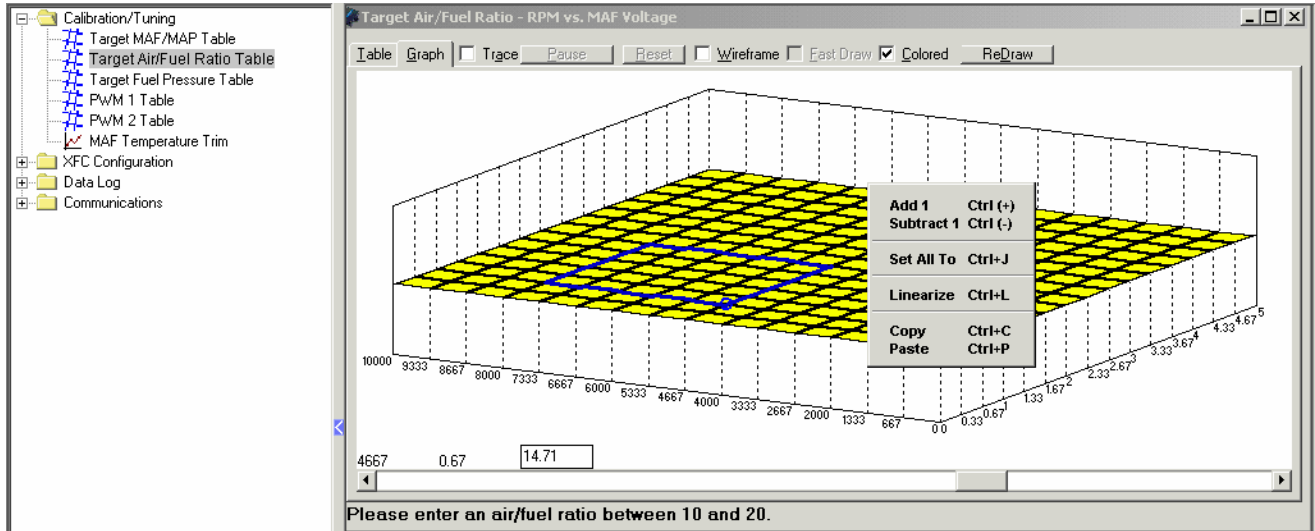 Calibration/Tuning
Target MAF/MAP Table
Target Air/Fuel Ratio Table
Target Fuel Pressure Table
PWM 1 Table
PWM 2 Table
MAF Temperature Trim
XFC Configuration
Data Log
Communications
Target Air/Fuel Ratio - RPM vs. MAF Voltage
Table Graph Trace Pause Reset Wireframe Fast Draw Colored ReDraw
Add 1 Ctrl (+)
Subtract 1 Ctrl (-)
Set All To Ctrl+J
Linearize Ctrl+L
Copy Ctrl+C
Paste Ctrl+P
10000 9333 8667 8000 7333 6667 6000 5333 4667 4000 3333 2667 2000 1333 667 0
0 0.33 0.67 1 1.33 1.67 2 2.33 2.67 3 3.33 3.67 4 4.33 4.67 5
4667 0.67 14.71
Please enter an air/fuel ratio between 10 and 20.